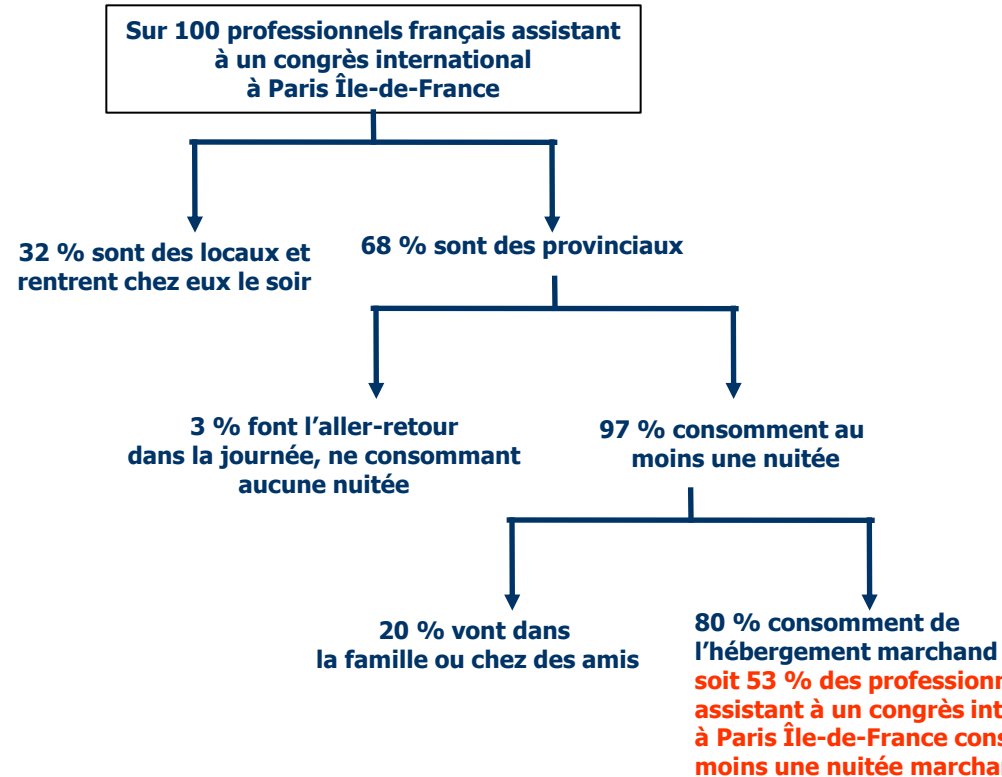 Sur 100 professionnels français assistant
à un congrès international
à Paris Île-de-France
32 % sont des locaux et
rentrent chez eux le soir
68 % sont des provinciaux
3 % font l’aller-retour
dans la journée, ne consommant
aucune nuitée
97 % consomment au
moins une nuitée
20 % vont dans
la famille ou chez des amis
80 % consomment de
l’hébergement marchand
soit 53 % des
assistant à un congrès
à Paris Île-de-France
moins une nuitée